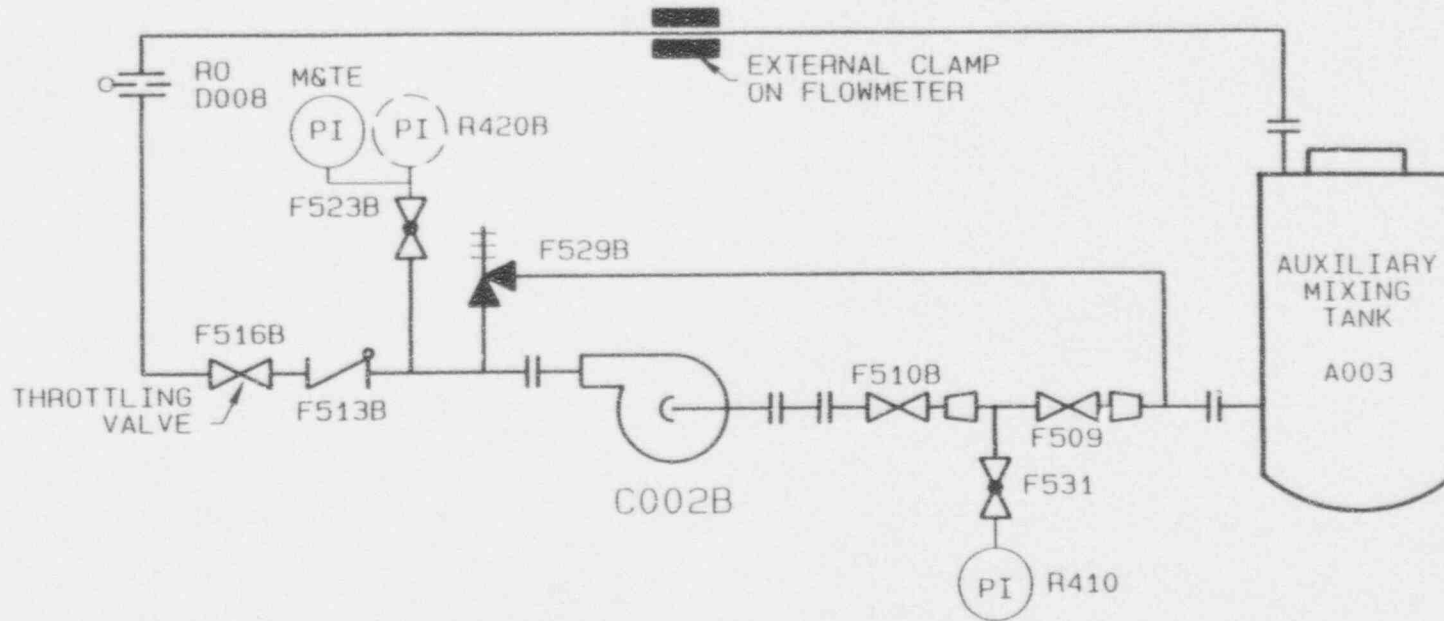 EXTERNAL CLAMP
ON FLOWMETER
RO
D008
M&TE
PI
PI
R420B
F523B
F529B
AUXILIARY
MIXING
TANK
A003
F516B
THROTTLING
VALVE
F513B
F510B
F509
C002B
F531
PI
R410